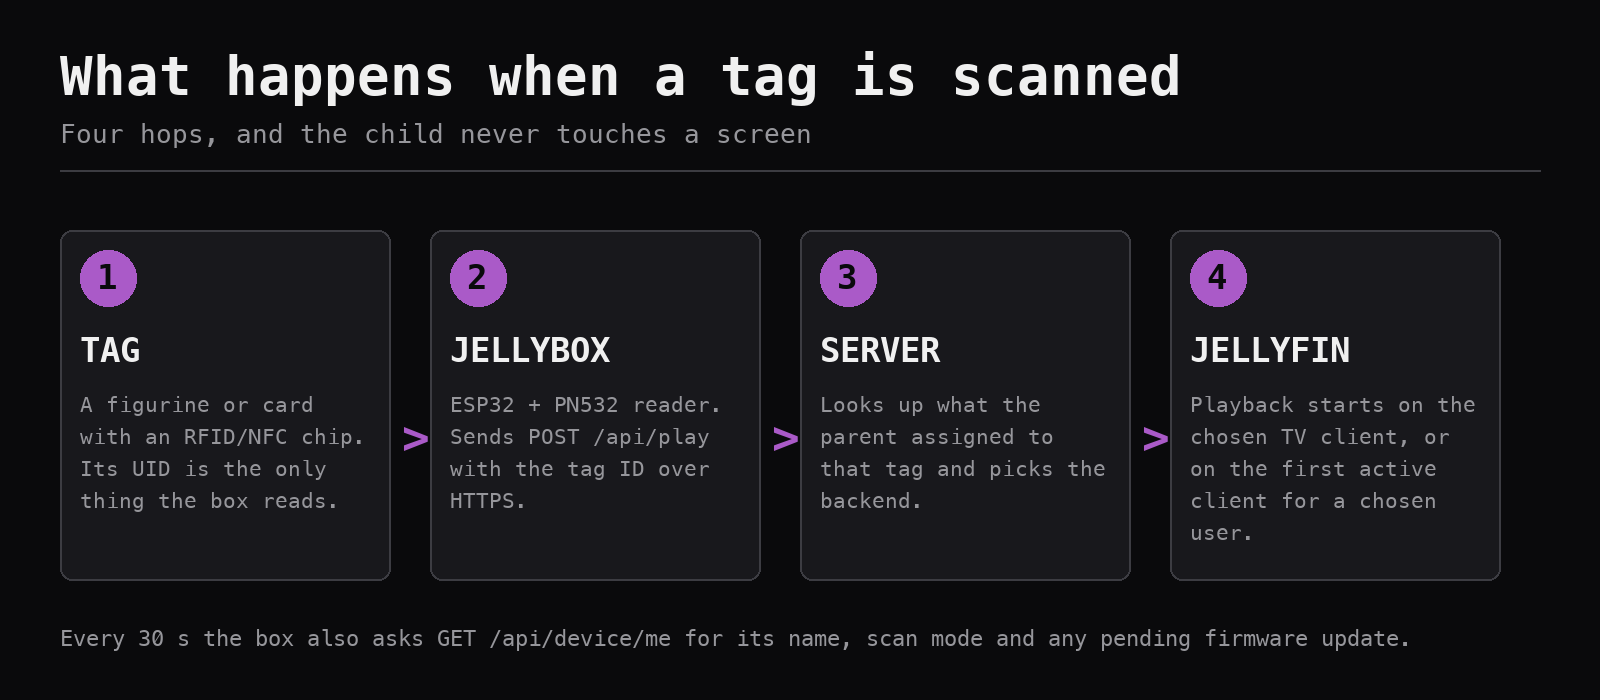 What happens when a tag is scanned
Four hops, and the child never touches a screen
1
TAG
A figurine or card
with an RFID/NFC chip.
Its UID is the only
thing the box reads.
>
2
JELLYBOX
ESP32 + PN532 reader.
Sends POST /api/play
with the tag ID over
HTTPS.
>
3
SERVER
Looks up what the
parent assigned to
that tag and picks the
backend.
>
4
JELLYFIN
Playback starts on the
chosen TV client, or
on the first active
client for a chosen
user.
Every 30 s the box also asks GET /api/device/me for its name, scan mode and any pending firmware update.